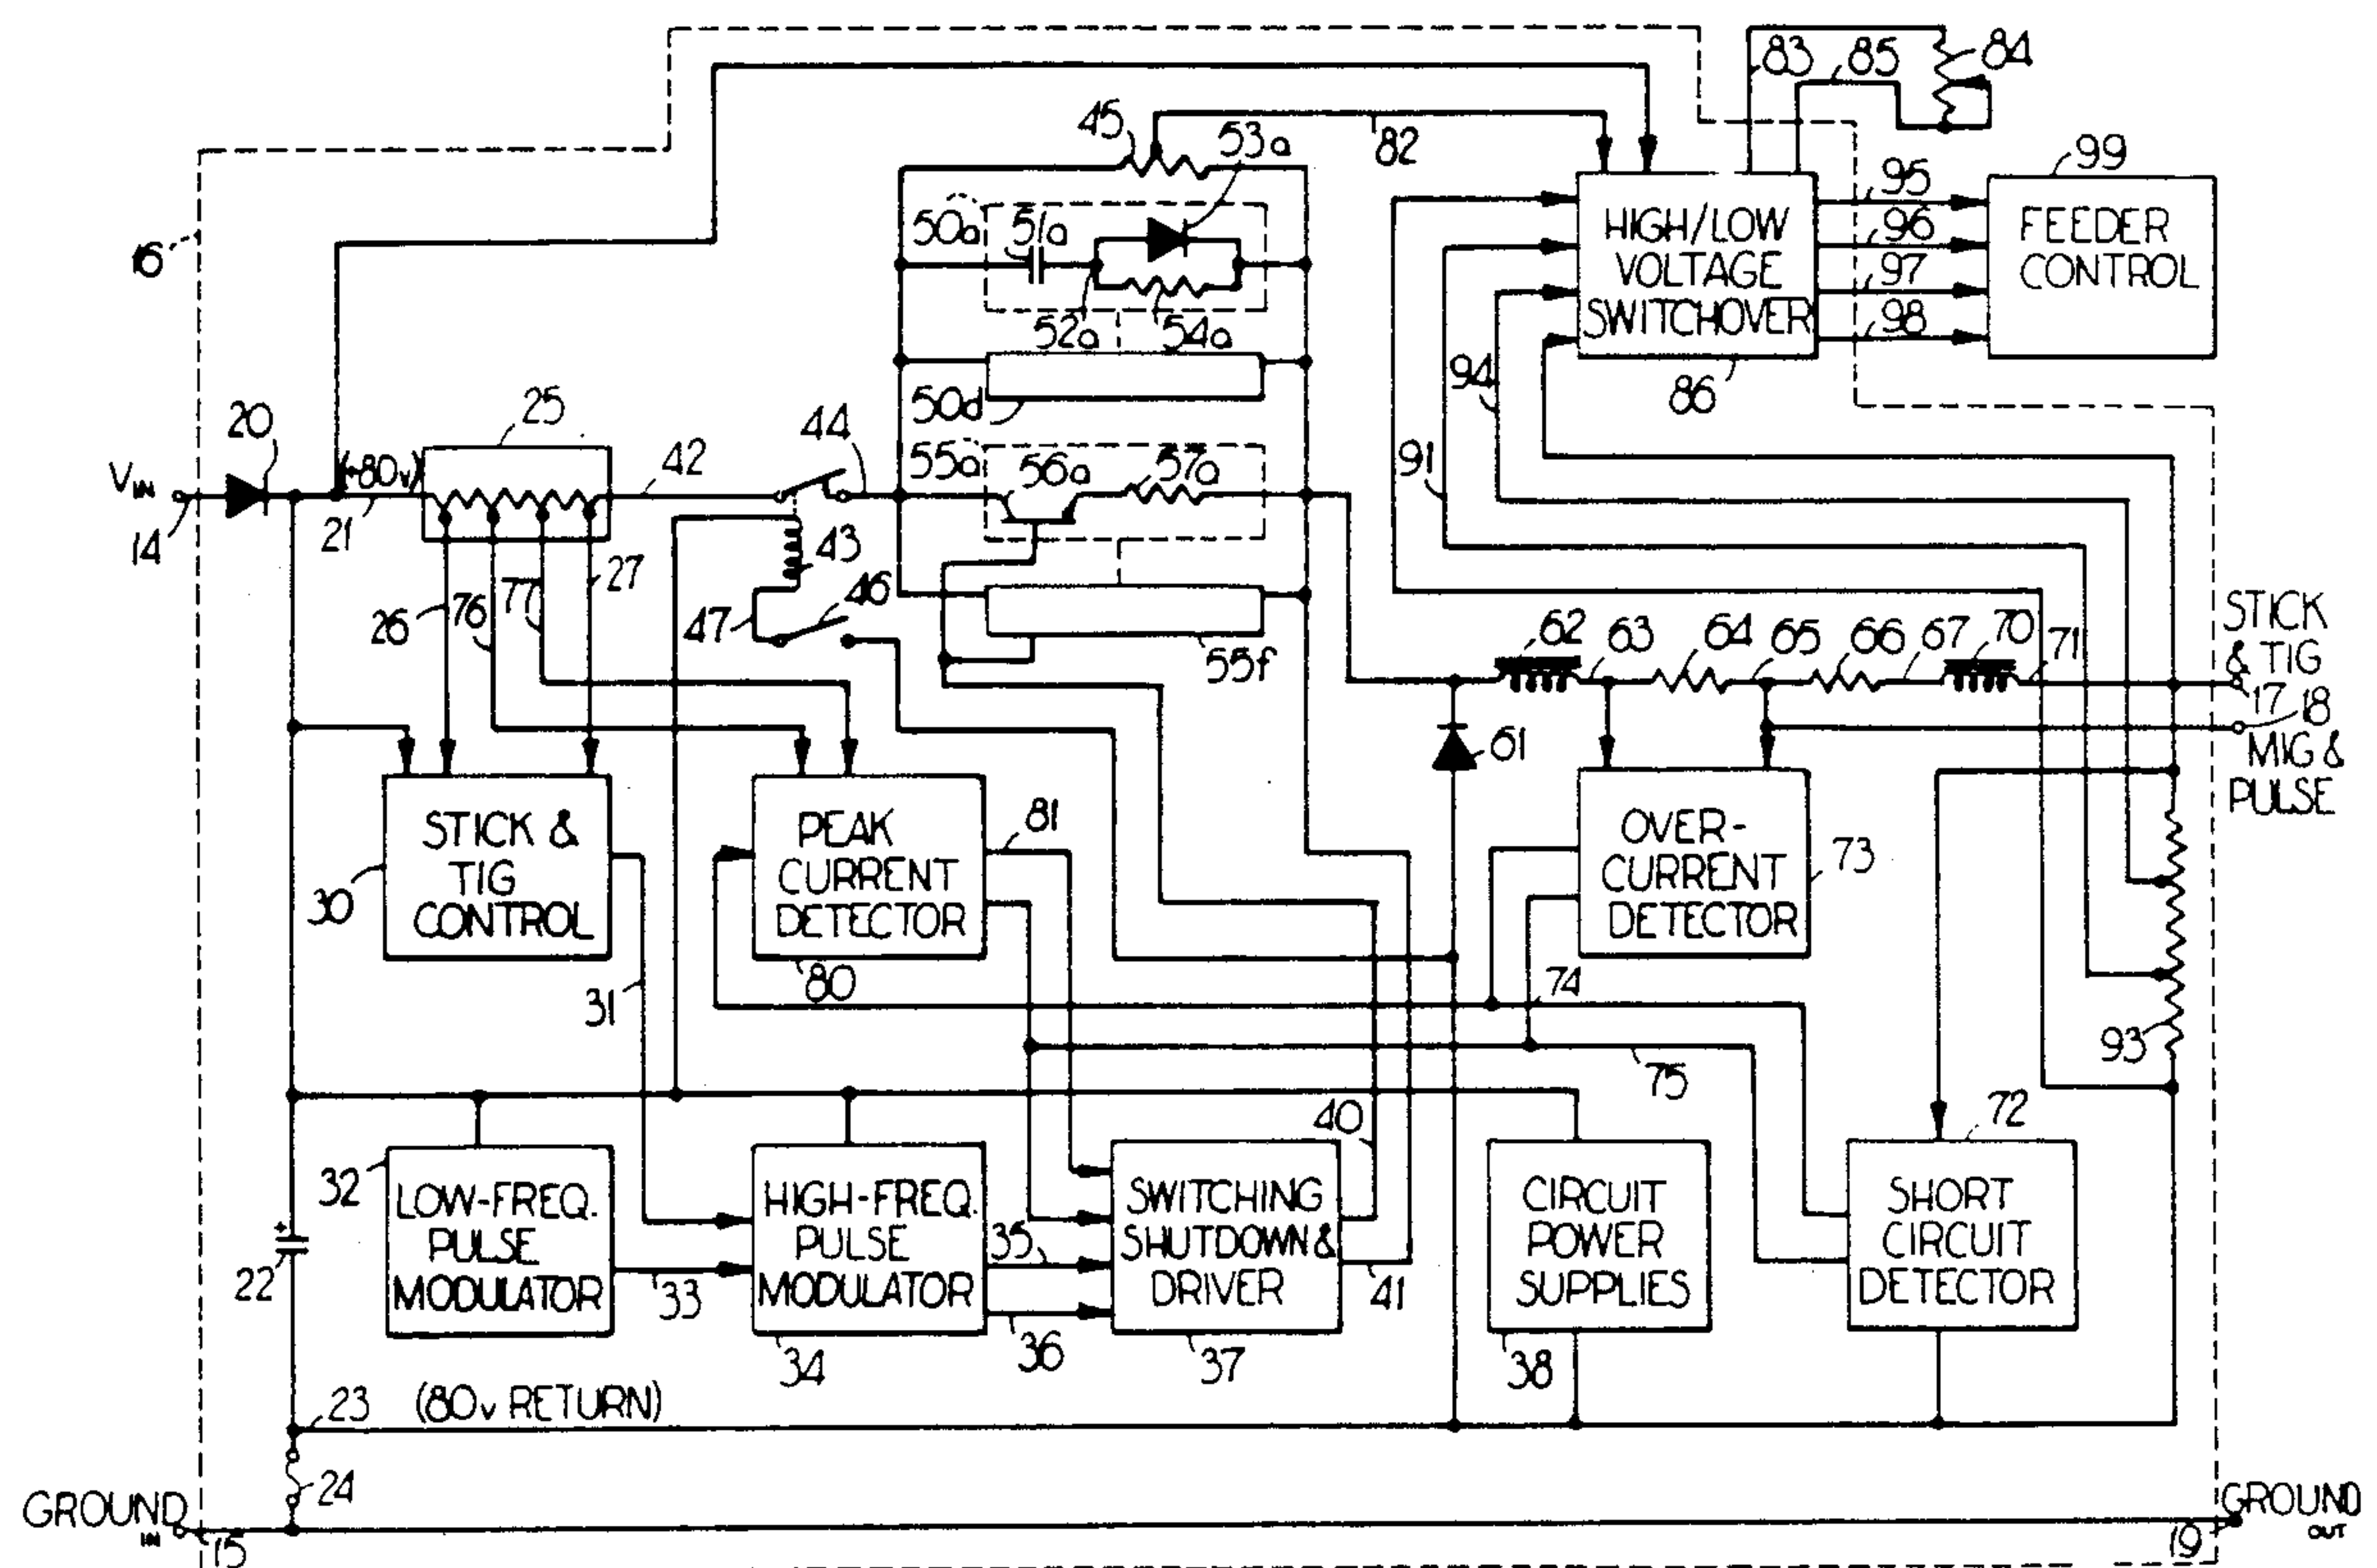 83
85
84
45
53a
82
99
16
50a
51a
HIGH/LOW
VOLTAGE
SWITCHOVER
95
96
97
98
FEEDER
CONTROL
52a
54a
94
86
20
25
50d
VIN
(+80v)
42
44
55a
56a
57a
91
14
21
43
27
26
76
77
47
46
55f
62
63
64
65
66
67
70
71
STICK
& TIG
17
18
MIG &
PULSE
61
STICK &
TIG
CONTROL
30
PEAK
CURRENT
DETECTOR
80
81
OVER-
CURRENT
DETECTOR
73
31
74
93
75
40
72
32
LOW-FREQ.
PULSE
MODULATOR
33
HIGH-FREQ.
PULSE
MODULATOR
34
35
36
SWITCHING
SHUTDOWN &
DRIVER
37
41
CIRCUIT
POWER
SUPPLIES
38
SHORT
CIRCUIT
DETECTOR
+
22
23
(80v RETURN)
24
GROUND
IN
15
GROUND
OUT
19